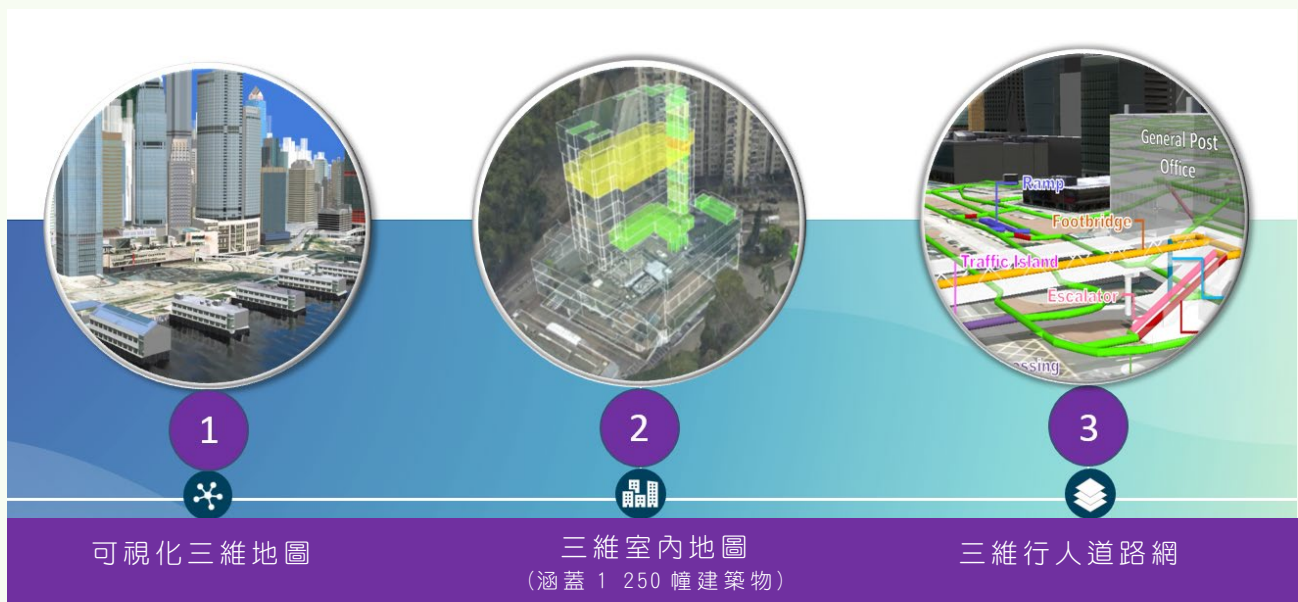 General Post
Office
Ramp
Footbridge
Traffic Island
Escalator
ssing
1
2
3
可視化三維地圖
三維室內地圖
(涵蓋 1 250 幢建築物)
三維行人道路網